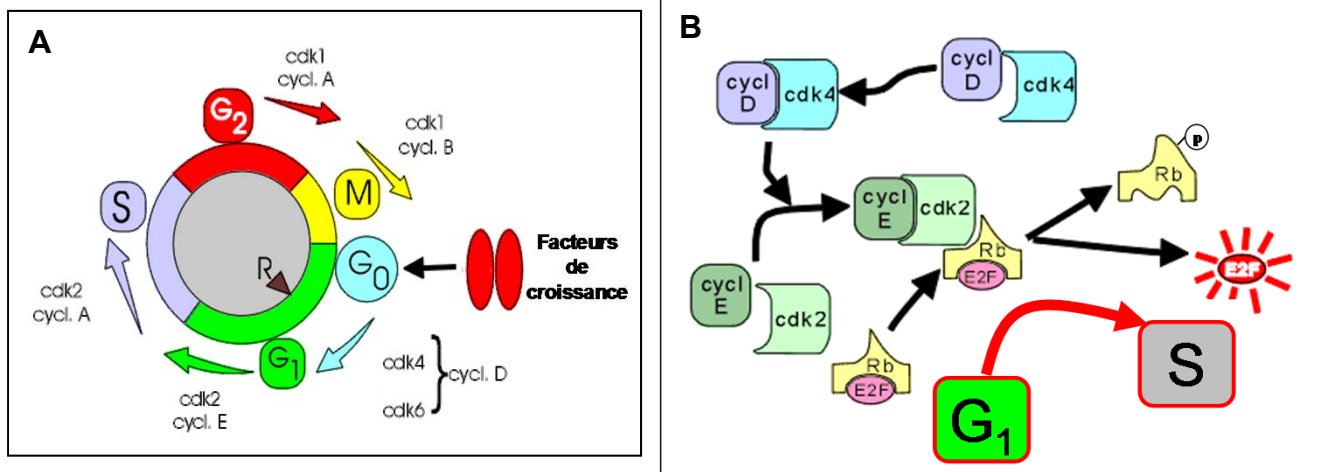 A
cdk1
cycl. A
G2
cdk1
cycl. B
M
S
R
G0
Facteurs
de
croissance
cdk2
cycl. A
G1
cdk4
cycl. D
cdk6
cdk2
cycl. E
B
cycl
D
cdk4
cycl
D
cdk4
P
Rb
cycl
E
cdk2
Rb
E2F
E2F
cycl
E
cdk2
Rb
E2F
G1
S